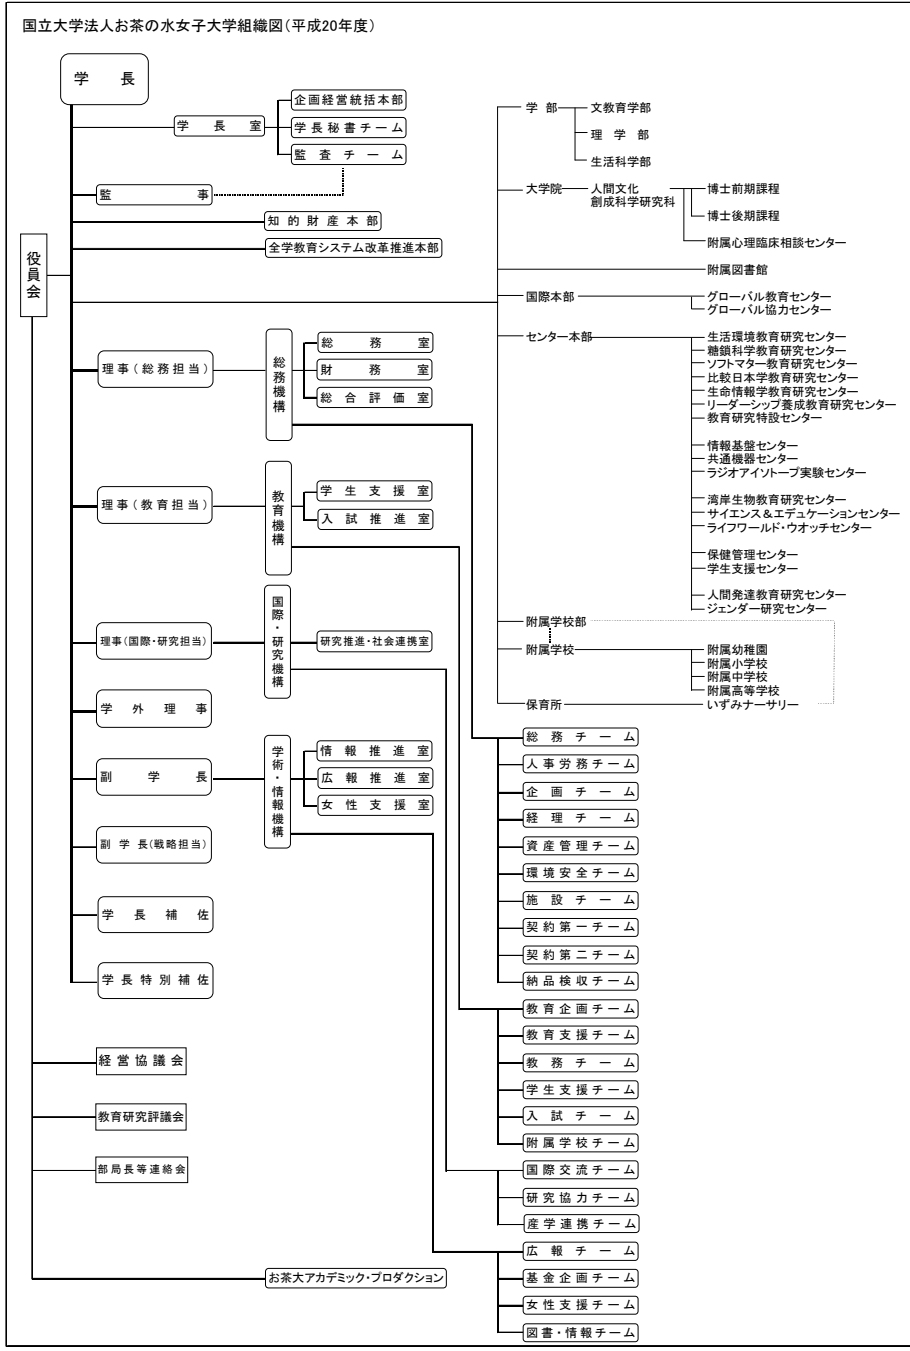 国立大学法人お茶の水女子大学組織図(平成20年度)
学長
学長室
企画経営統括本部
学長秘書チーム
監査チーム
監事
知的財産本部
全学教育システム改革推進本部
役員会
理事(総務担当)
総務機構
総務室
財務室
総合評価室
理事(教育担当)
教育機構
学生支援室
入試推進室
理事(国際・研究担当)
国際・研究機構
研究推進・社会連携室
学外理事
副学長
学術・情報機構
情報推進室
広報推進室
女性支援室
副学長(戦略担当)
学長補佐
学長特別補佐
経営協議会
教育研究評議会
部局長等連絡会
お茶大アカデミック・プロダクション
学部
文教育学部
理学部
生活科学部
大学院
人間文化
創成科学研究科
博士前期課程
博士後期課程
附属心理臨床相談センター
附属図書館
国際本部
グローバル教育センター
グローバル協力センター
センター本部
生活環境教育研究センター
糖鎖科学教育研究センター
ソフトマター教育研究センター
比較日本学教育研究センター
生命情報学教育研究センター
リーダーシップ養成教育研究センター
教育研究特設センター
情報基盤センター
共通機器センター
ラジオアイソトープ実験センター
湾岸生物教育研究センター
サイエンス&エデュケーションセンター
ライフワールド・ウオッチセンター
保健管理センター
学生支援センター
人間発達教育研究センター
ジェンダー研究センター
附属学校部
附属学校
附属幼稚園
附属小学校
附属中学校
附属高等学校
保育所
いずみナーサリー
総務チーム
人事労務チーム
企画チーム
経理チーム
資産管理チーム
環境安全チーム
施設チーム
契約第一チーム
契約第二チーム
納品検収チーム
教育企画チーム
教育支援チーム
教務チーム
学生支援チーム
入試チーム
附属学校チーム
国際交流チーム
研究協力チーム
産学連携チーム
広報チーム
基金企画チーム
女性支援チーム
図書・情報チーム